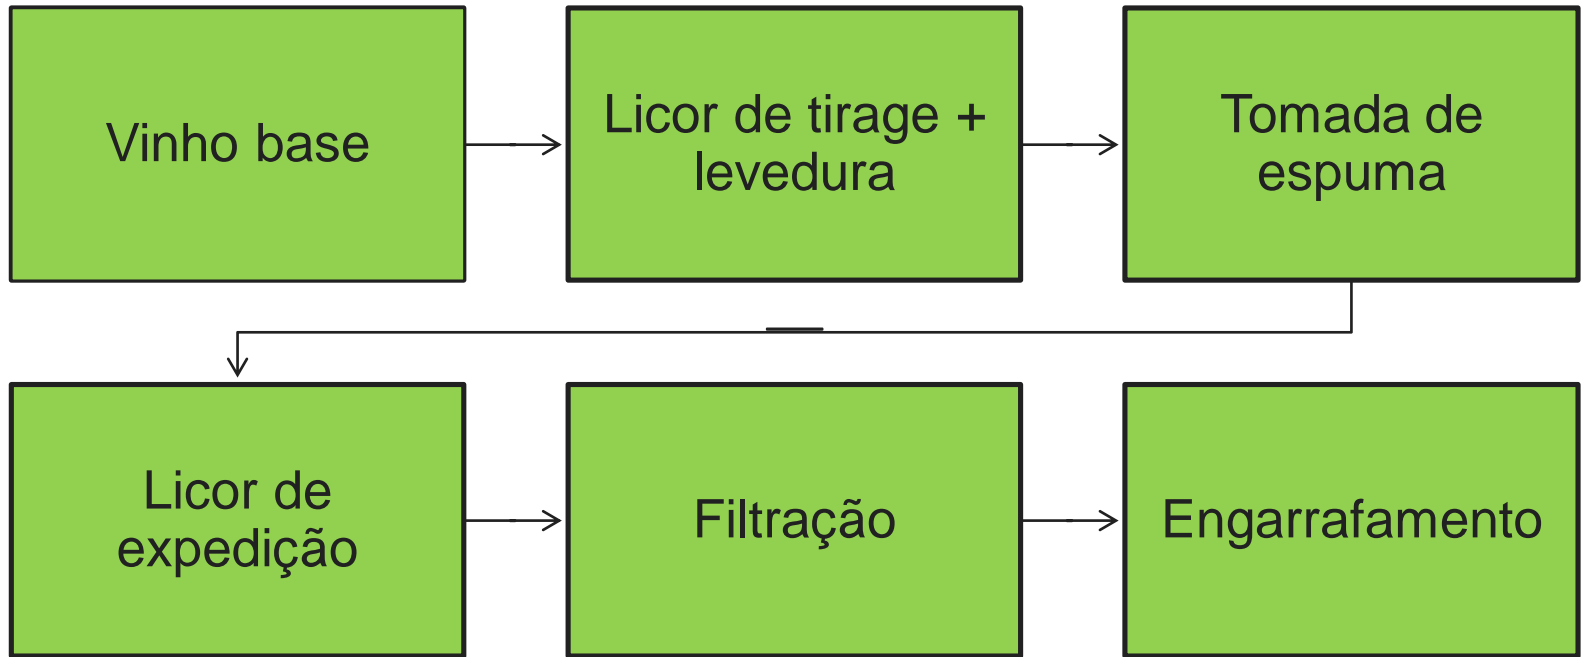 Vinho base
Licor de tirage +
levedura
Tomada de
espuma
Licor de
expedição
Filtração
Engarrafamento